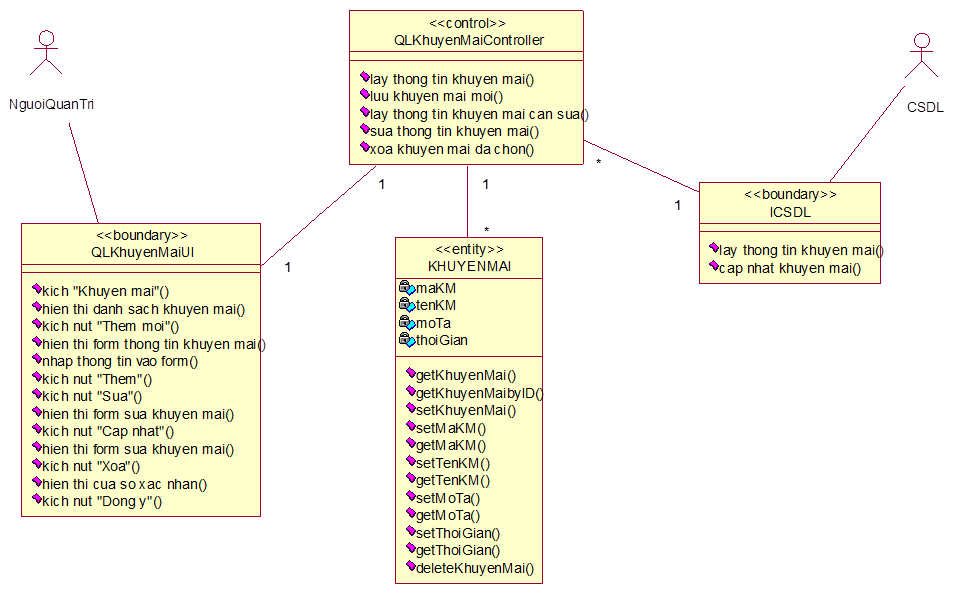 NguoiQuanTri
<<control>>
QLKhuyenMaiController
lay thong tin khuyen mai()
luu khuyen mai moi()
lay thong tin khuyen mai can sua()
sua thong tin khuyen mai()
xoa khuyen mai da chon()
CSDL
1
1
*
1
1
*
<<boundary>>
QLKhuyenMaiUI
kich "Khuyen mai"()
hien thi danh sach khuyen mai()
kich nut "Them moi"()
hien thi form thong tin khuyen mai()
nhap thong tin vao form()
kich nut "Them"()
kich nut "Sua"()
hien thi form sua khuyen mai()
kich nut "Cap nhat"()
hien thi form sua khuyen mai()
kich nut "Xoa"()
hien thi cua so xac nhan()
kich nut "Dong y"()
<<entity>>
KHUYENMAI
maKM
tenKM
moTa
thoiGian
getKhuyenMai()
getKhuyenMaibyID()
setKhuyenMai()
setMaKM()
getMaKM()
setTenKM()
getTenKM()
setMoTa()
getMoTa()
setThoiGian()
getThoiGian()
deleteKhuyenMai()
<<boundary>>
ICSDL
lay thong tin khuyen mai()
cap nhat khuyen mai()